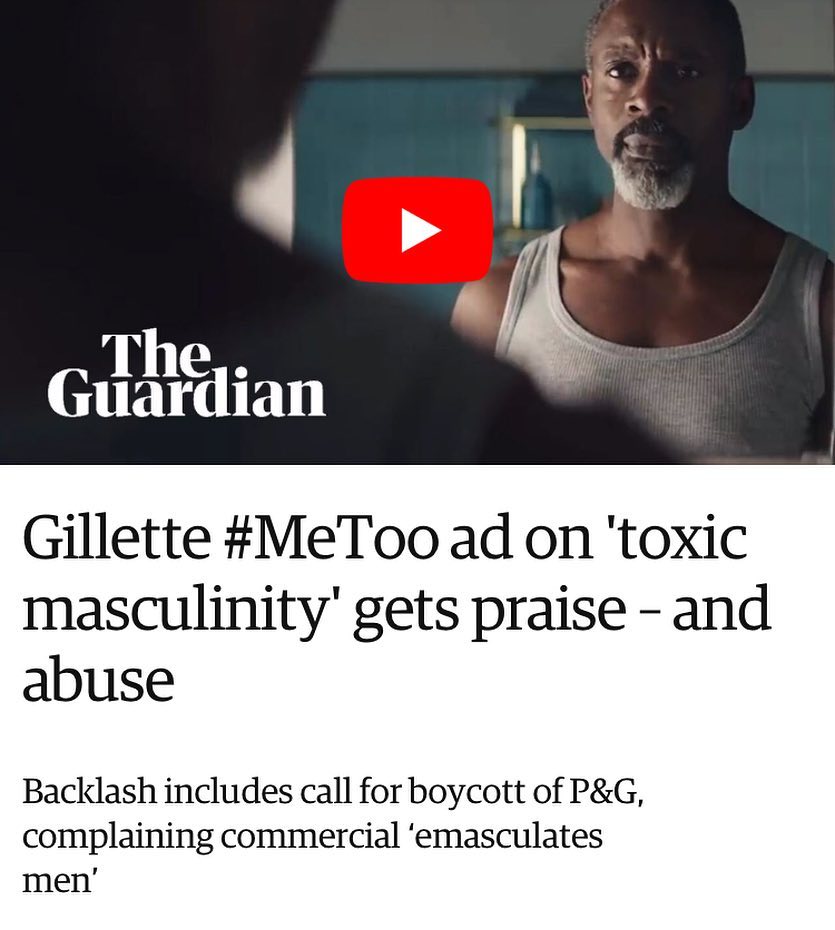 The
Guardian
Gillette #MeToo ad on 'toxic
masculinity' gets praise – and
abuse
Backlash includes call for boycott of P&G,
complaining commercial ‘emasculates
men’